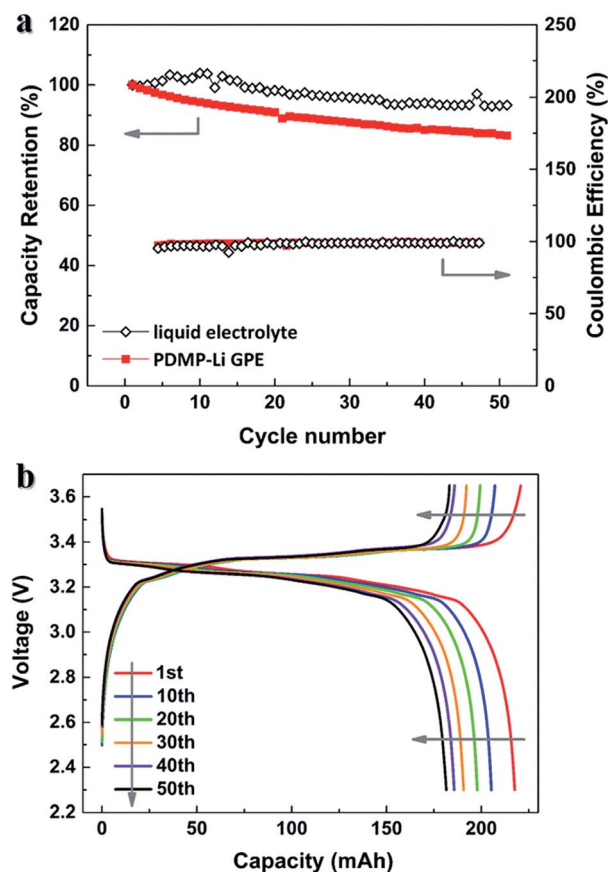 a
120
100
80
60
40
20
0
Capacity Retention (%)
250
200
150
100
50
0
Coulombic Efficiency (%)
liquid electrolyte
PDMP-Li GPE
0 10 20 30 40 50
Cycle number
b
3.6
3.4
3.2
3.0
2.8
2.6
2.4
2.2
Voltage (V)
1st
10th
20th
30th
40th
50th
0 50 100 150 200
Capacity (mAh)